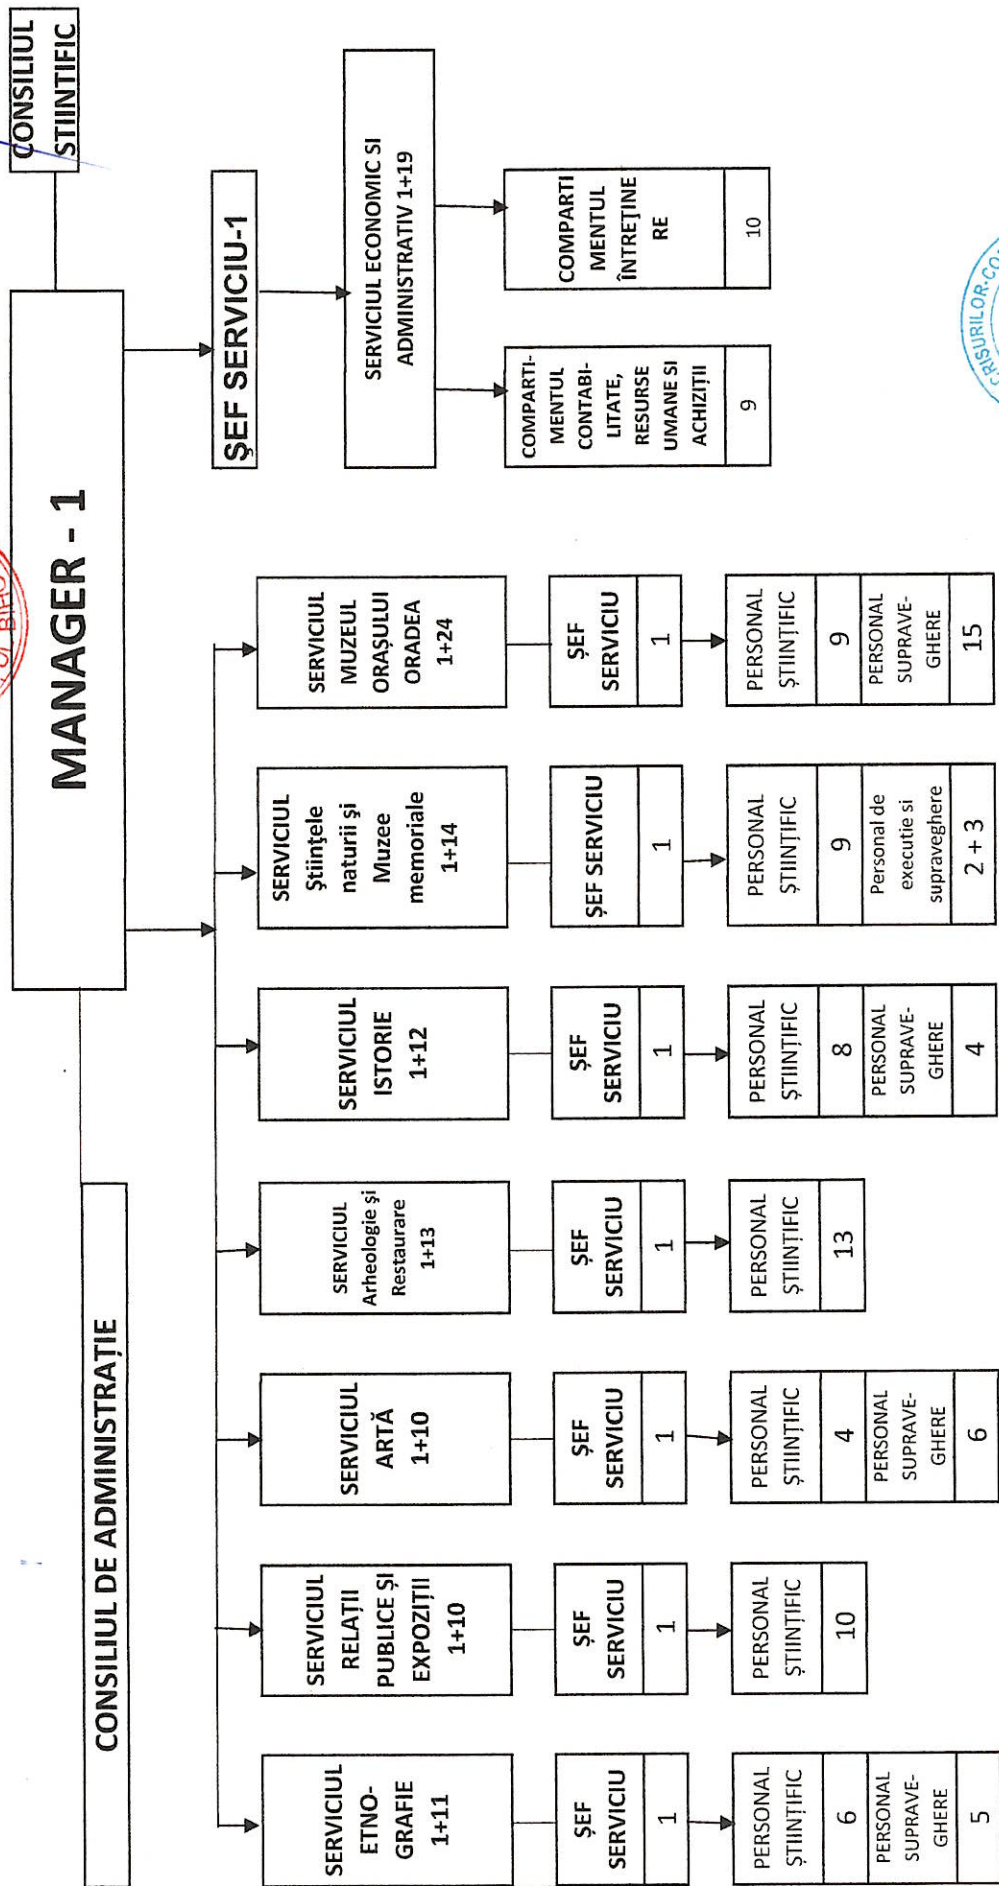 CONSILIUL
STIINTIFIC
MANAGER - 1
CONSILIUL DE ADMINISTRAȚIE
ȘEF SERVICIU-1
SERVICIUL ECONOMIC SI
ADMINISTRATIV 1+19
COMPARTI-
MENTUL
CONTABI-
LITATE,
RESURSE
UMANE SI
ACHIZIȚII
9
COMPARTI
MENTUL
ÎNTREȚINE
RE
10
SERVICIUL
ETNO-
GRAFIE
1+11
ȘEF
SERVICIU
1
PERSONAL
ȘTIINȚIFIC
6
PERSONAL
SUPRAVE-
GHERE
5
SERVICIUL
RELAȚII
PUBLICE ȘI
EXPOZIȚII
1+10
ȘEF
SERVICIU
1
PERSONAL
ȘTIINȚIFIC
10
SERVICIUL
ARTĂ
1+10
ȘEF
SERVICIU
1
PERSONAL
ȘTIINȚIFIC
4
PERSONAL
SUPRAVE-
GHERE
6
SERVICIUL
Arheologie și
Restaurare
1+13
ȘEF
SERVICIU
1
PERSONAL
ȘTIINȚIFIC
13
SERVICIUL
ISTORIE
1+12
ȘEF
SERVICIU
1
PERSONAL
ȘTIINȚIFIC
8
PERSONAL
SUPRAVE-
GHERE
4
SERVICIUL
Științele
naturii și
Muzee
memoriale
1+14
ȘEF SERVICIU
1
PERSONAL
ȘTIINȚIFIC
9
Personal de
executie si
supraveghere
2 + 3
SERVICIUL
MUZEUL
ORAȘULUI
ORADEA
1+24
ȘEF
SERVICIU
1
PERSONAL
ȘTIINȚIFIC
9
PERSONAL
SUPRAVE-
GHERE
15